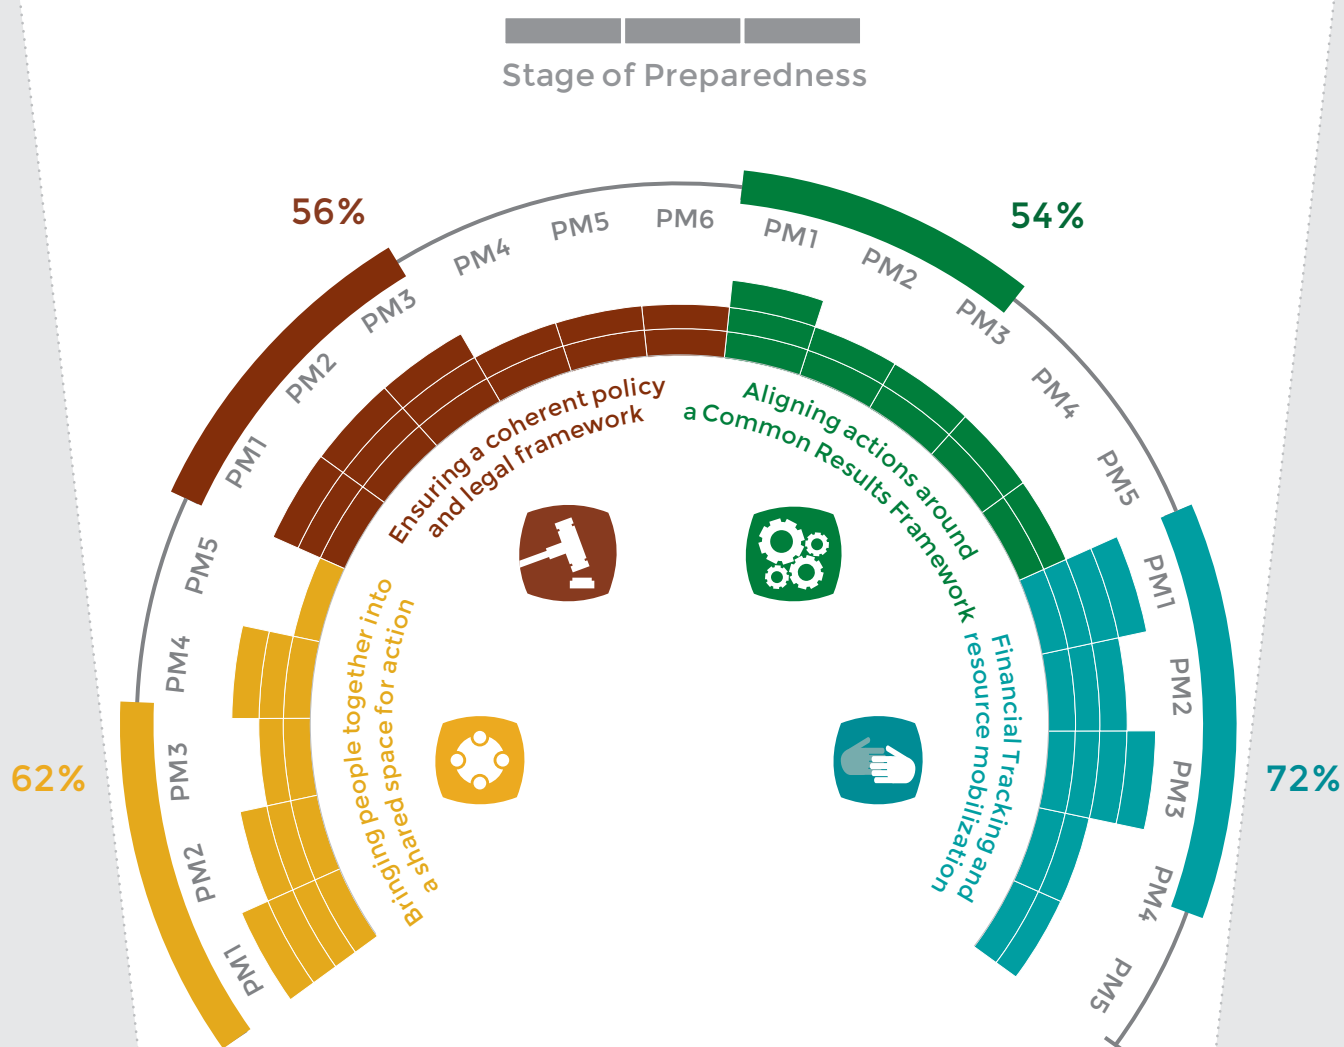 Stage of Preparedness
62%
PM1
PM2
PM3
PM4
PM5
Bringing people together into
a shared space for action
56%
PM1
PM2
PM3
PM4
PM5
PM6
Ensuring a coherent policy
and legal framework
54%
PM1
PM2
PM3
PM4
PM5
Aligning actions around
a Common Results Framework
72%
PM1
PM2
PM3
PM4
PM5
Financial Tracking and
resource mobilization